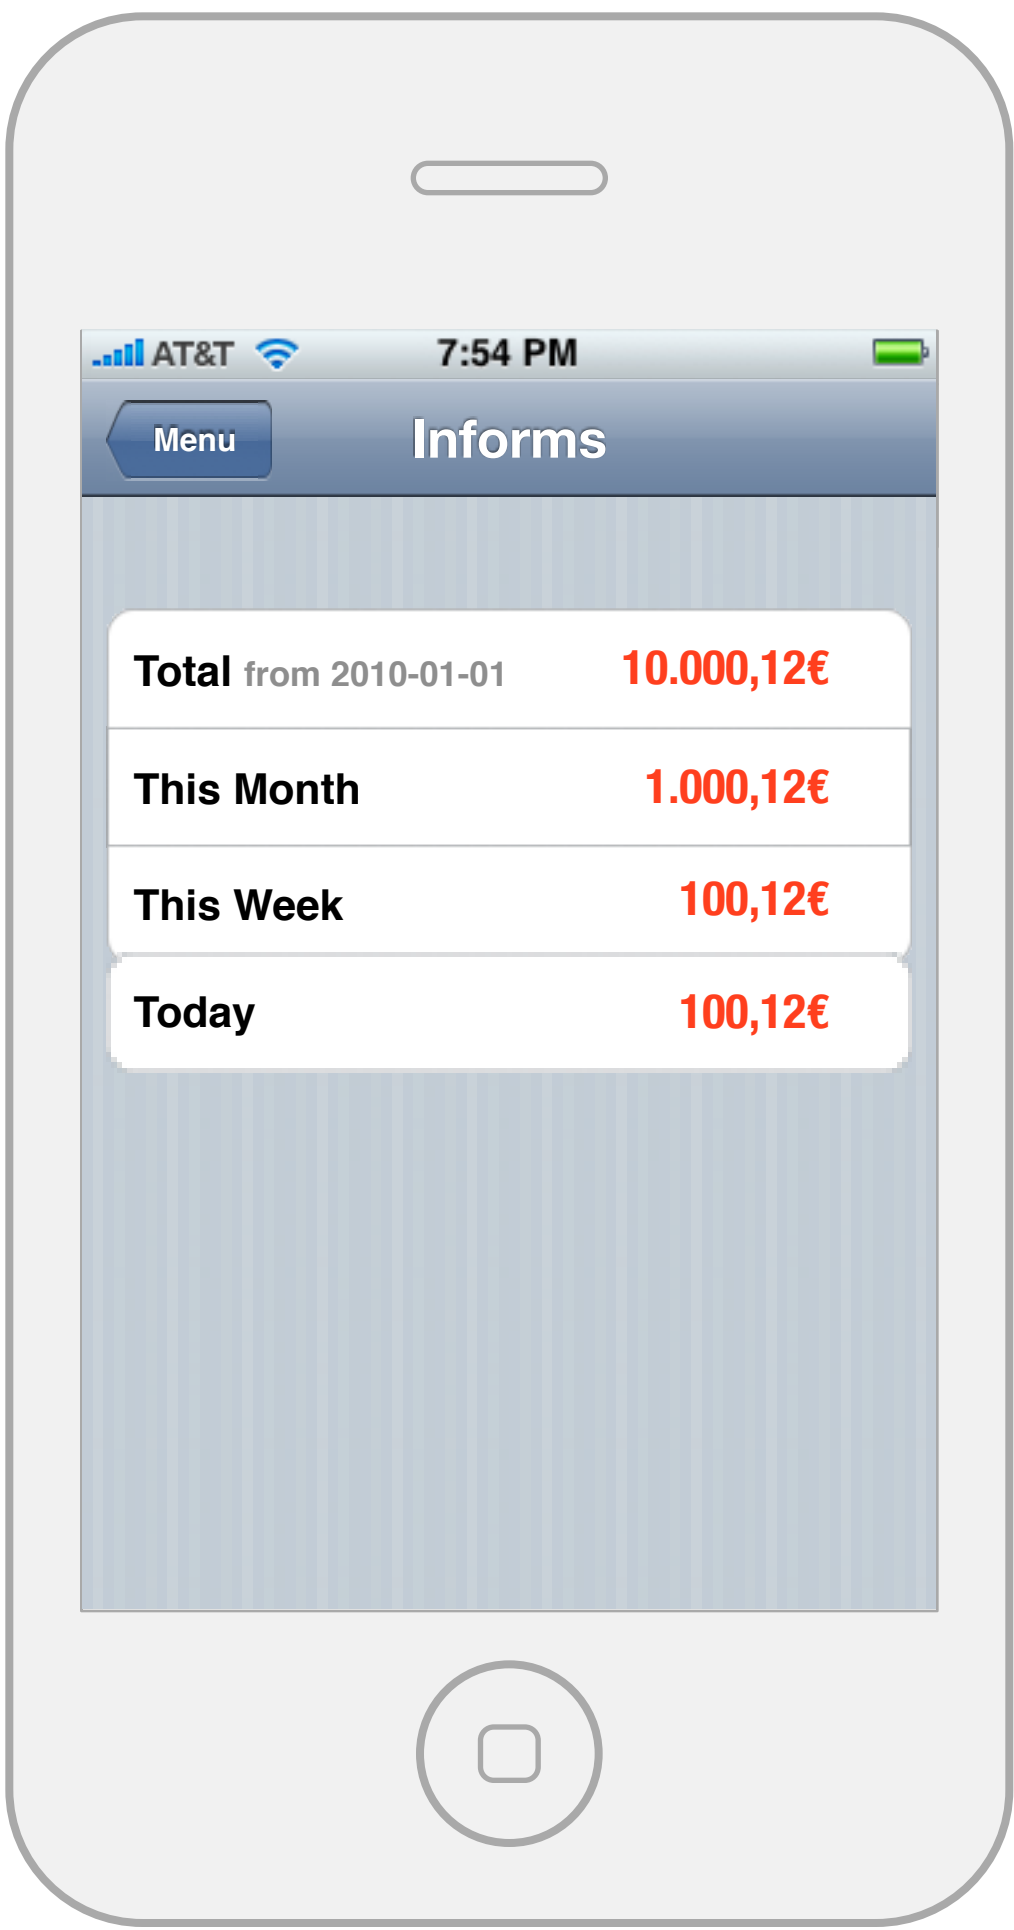 AT&T 7:54 PM
Menu Informs
Total from 2010-01-01 10.000,12€
This Month 1.000,12€
This Week 100,12€
Today 100,12€